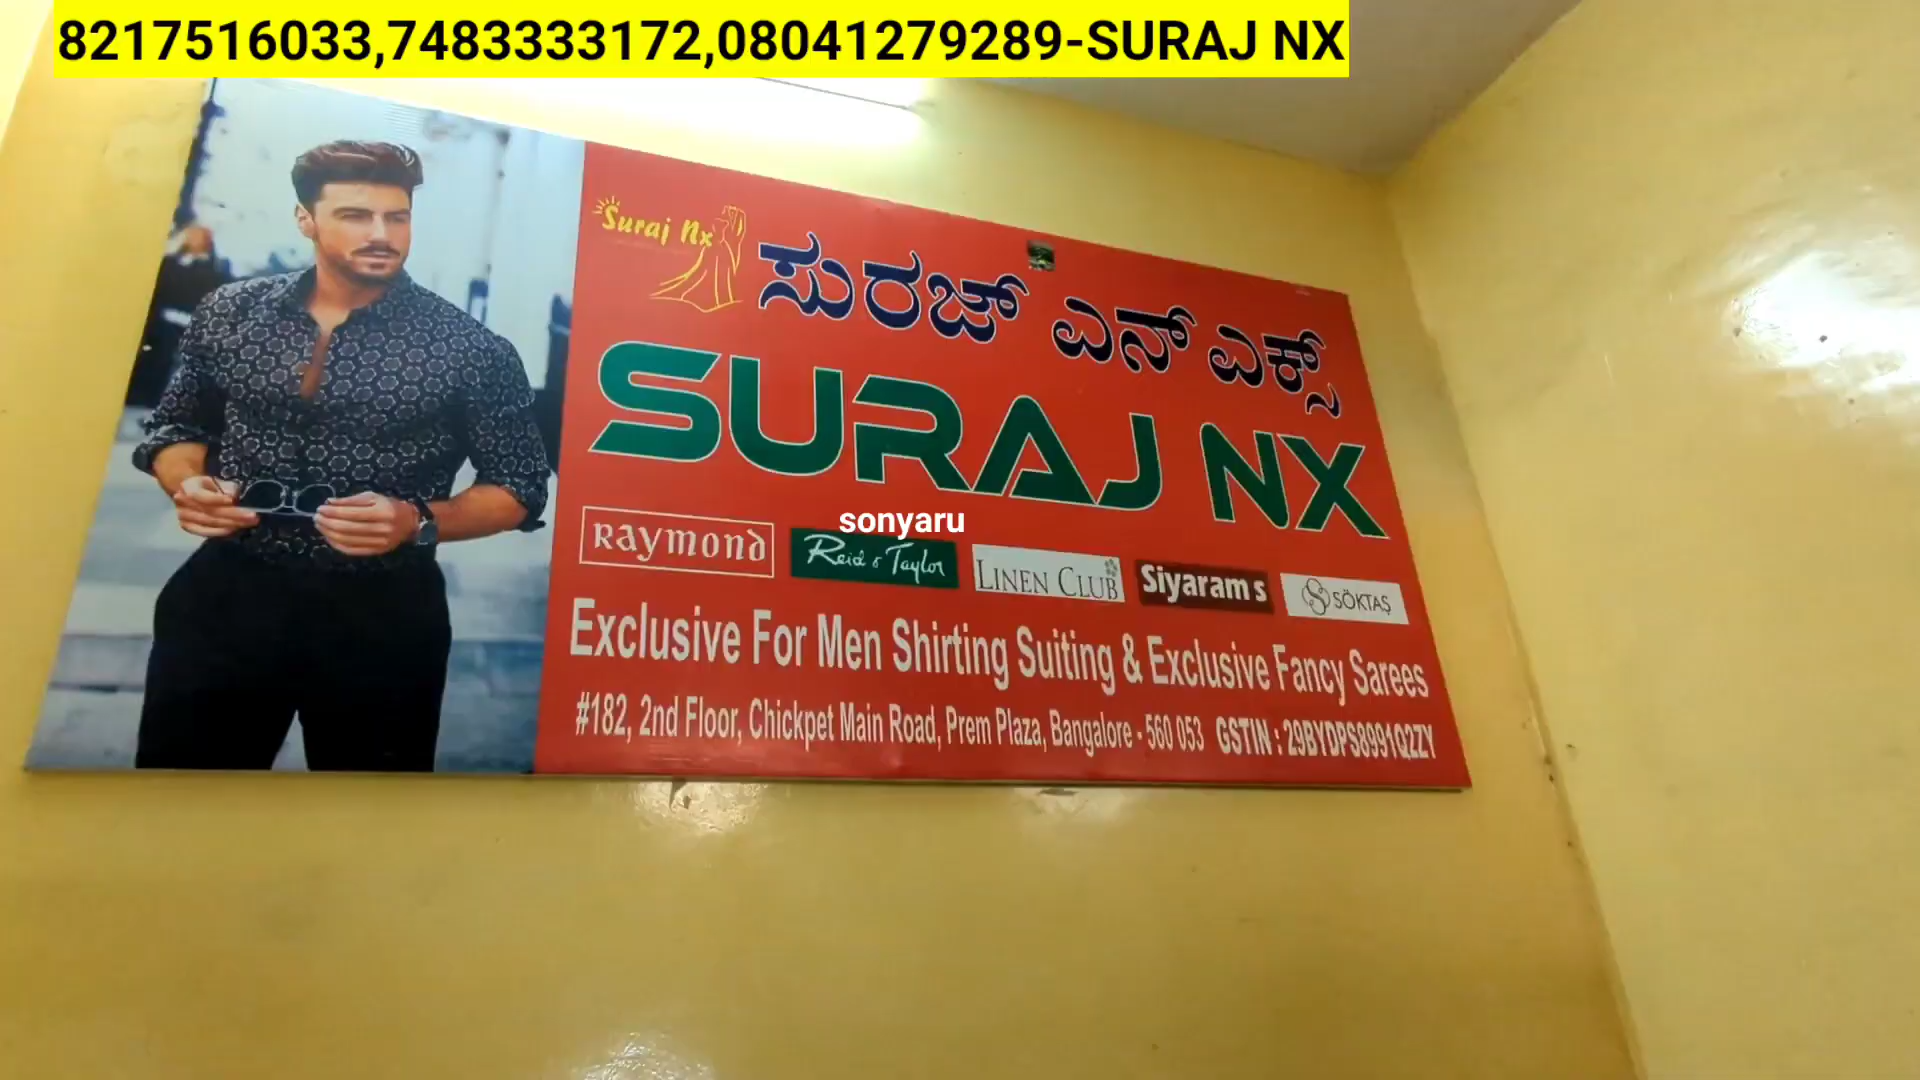 8217516033,7483333172,08041279289-SURAJ NX
Suraj Nx
ಸುರಜ್ ಎನ್ ಎಕ್ಸ್
SURAJ NX
sonyaru
Raymond
Reid & Taylor
LINEN CLUB
Siyaram s
SÖKTAŞ
Exclusive For Men Shirting Suiting & Exclusive Fancy Sarees
#182, 2nd Floor, Chickpet Main Road, Prem Plaza, Bangalore - 560 053 GSTIN : 29BYDPS8991Q2ZY